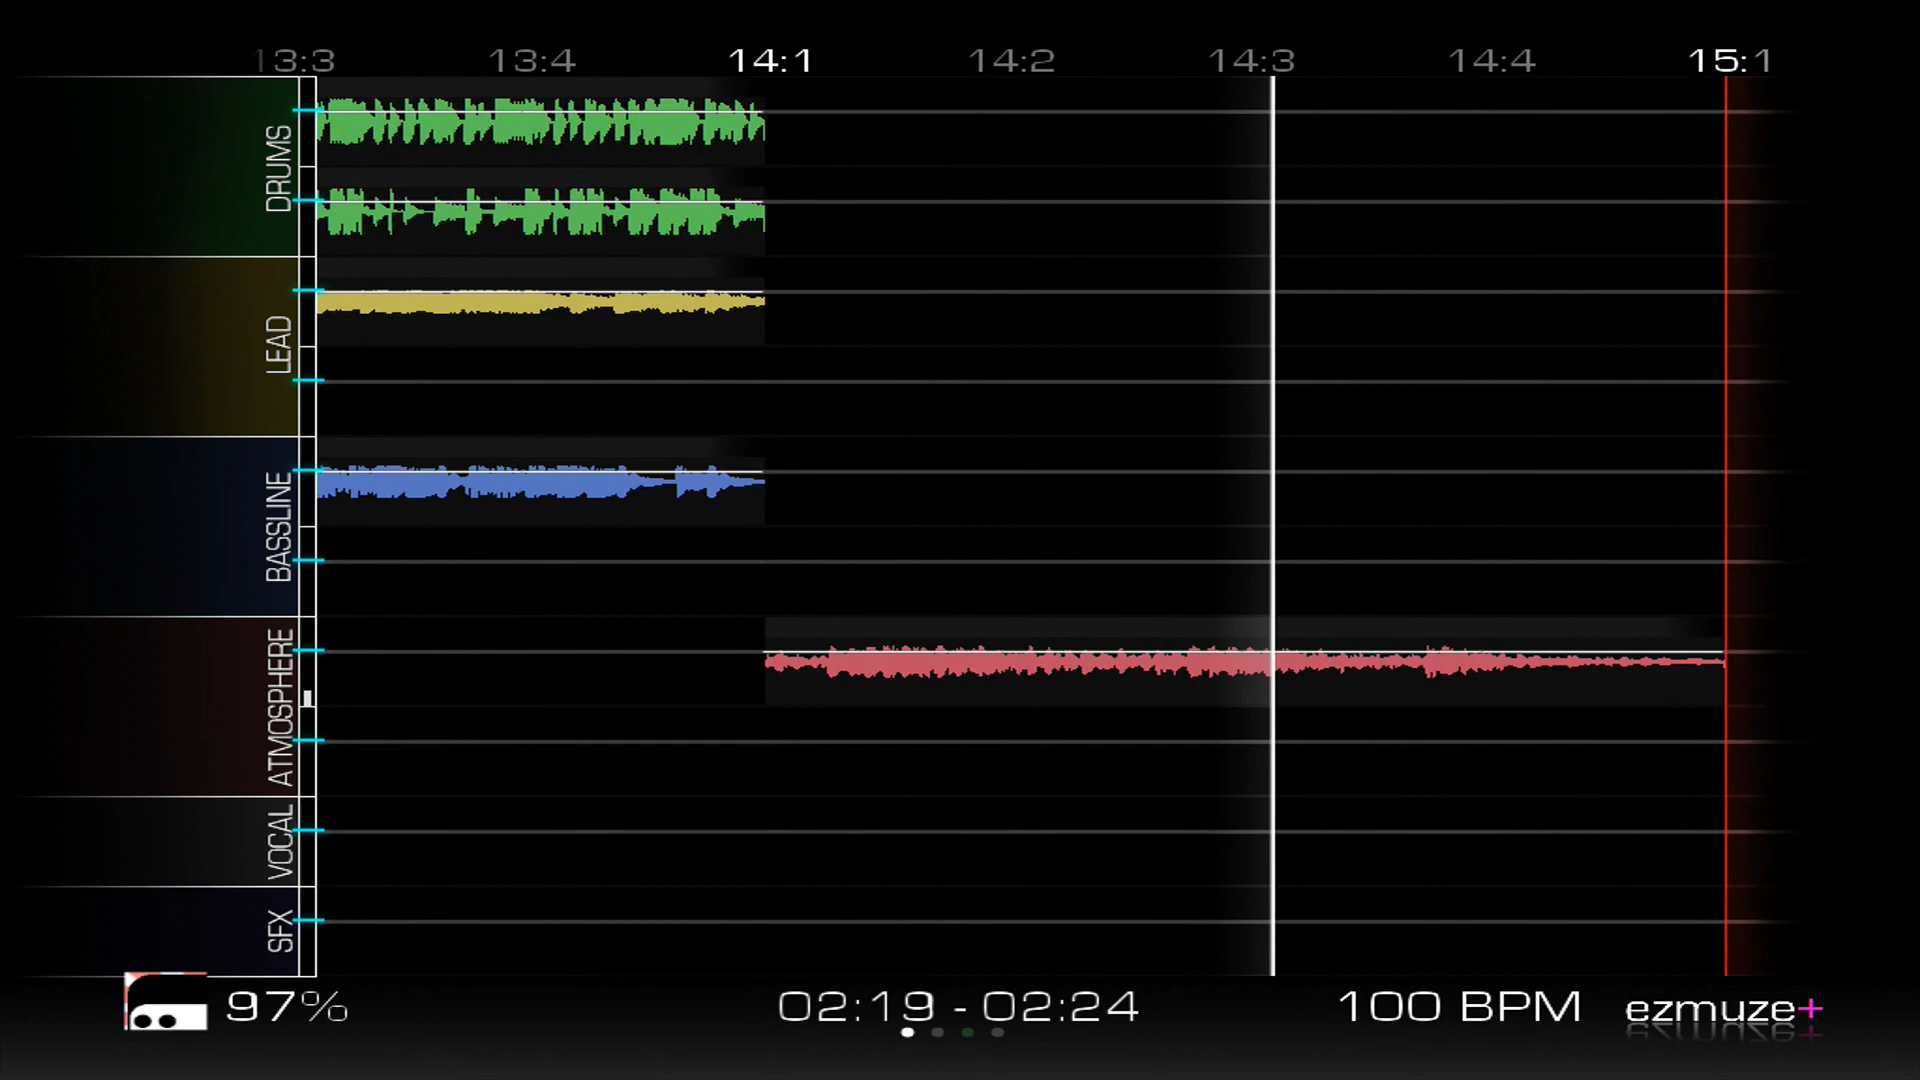 13:3 13:4 14:1 14:2 14:3 14:4 15:1
DRUMS
LEAD
BASSLINE
ATMOSPHERE
VOCAL
SFX
97% 02:19 - 02:24 100 BPM ezmuze+